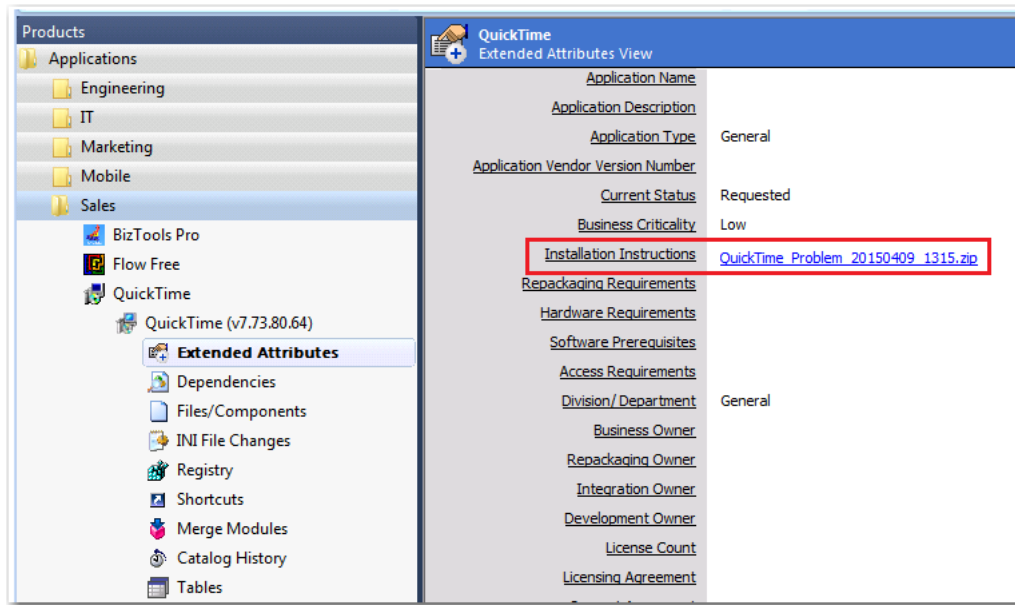 Products
Applications
Engineering
IT
Marketing
Mobile
Sales
BizTools Pro
Flow Free
QuickTime
QuickTime (v7.73.80.64)
Extended Attributes
Dependencies
Files/Components
INI File Changes
Registry
Shortcuts
Merge Modules
Catalog History
Tables
QuickTime
Extended Attributes View
Application Name
Application Description
Application Type General
Application Vendor Version Number
Current Status Requested
Business Criticality Low
Installation Instructions QuickTime_Problem_20150409_1315.zip
Repackaging Requirements
Hardware Requirements
Software Prerequisites
Access Requirements
Division/Department General
Business Owner
Repackaging Owner
Integration Owner
Development Owner
License Count
Licensing Agreement